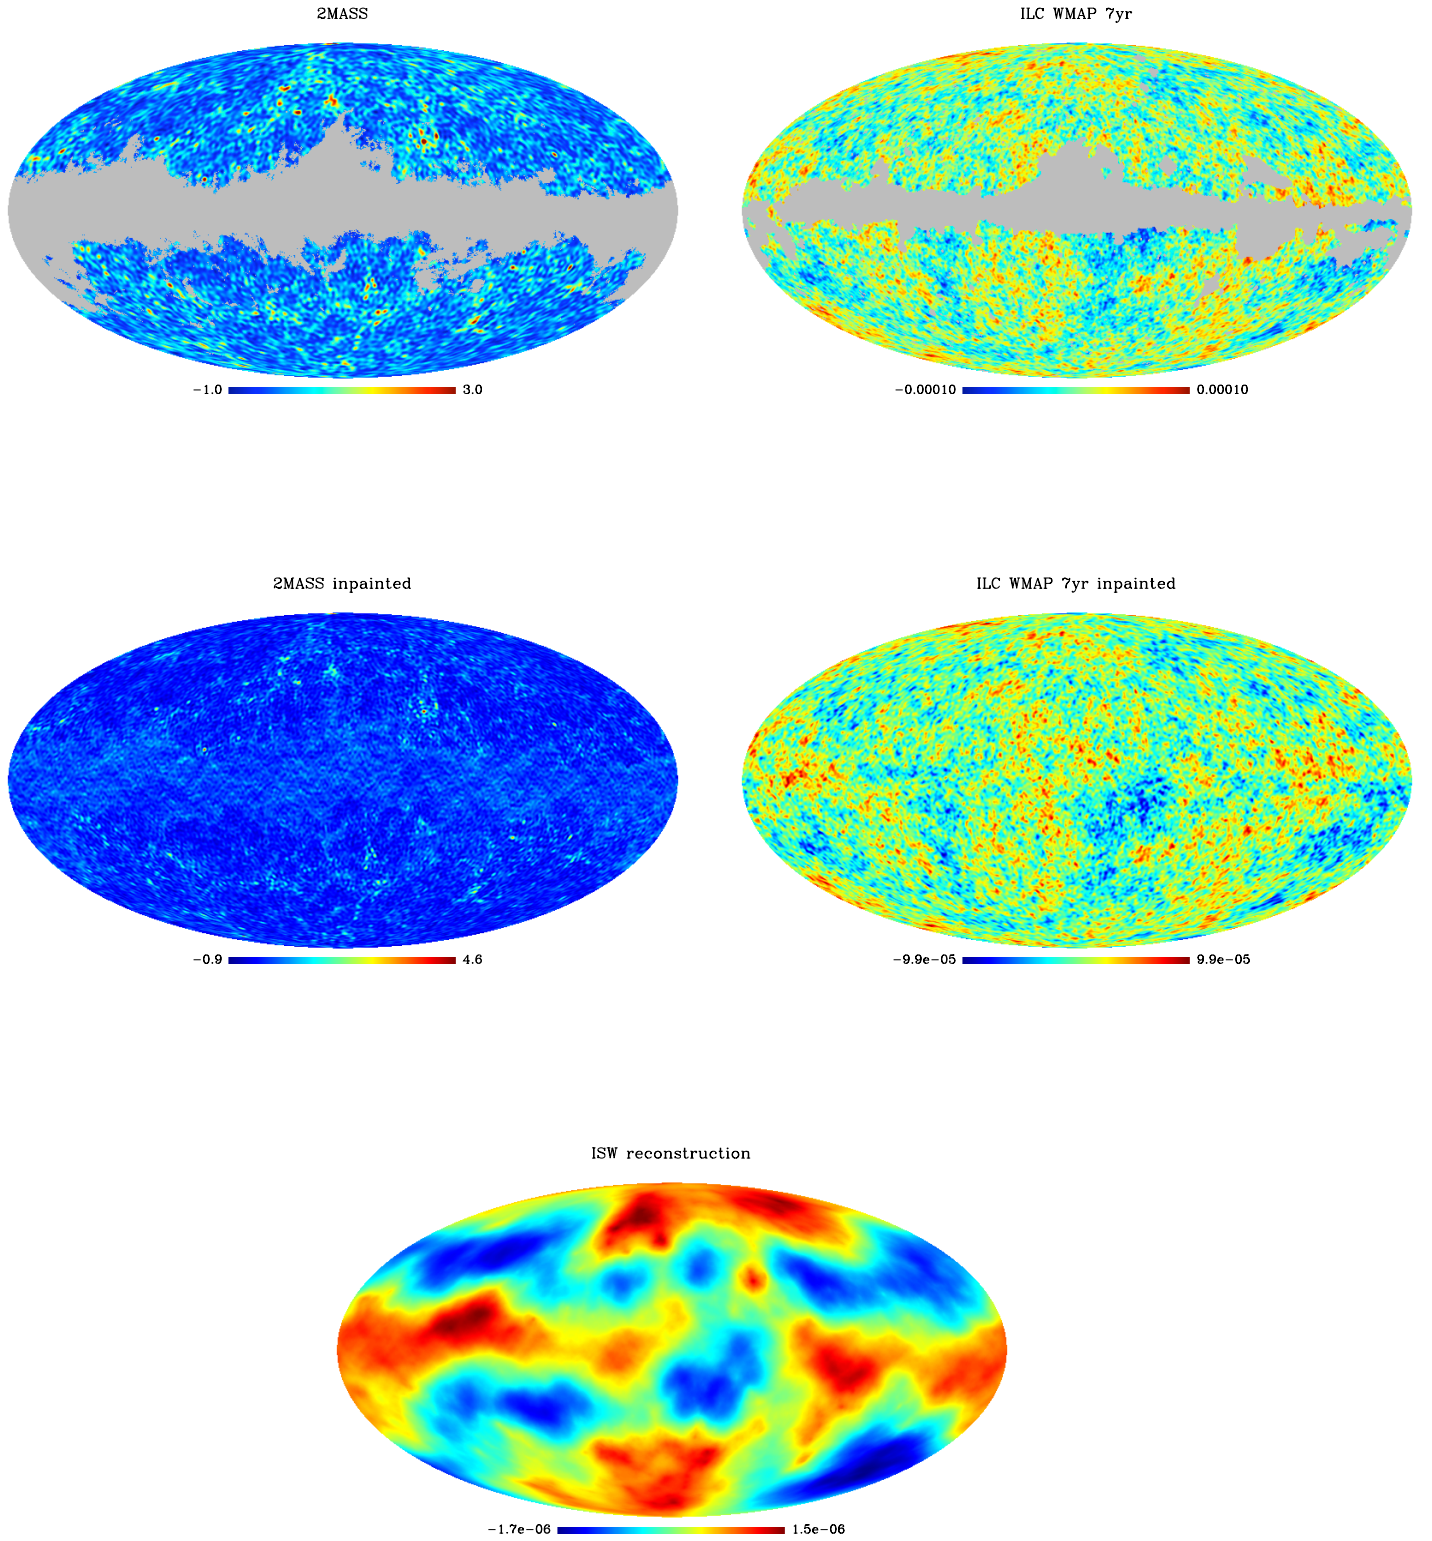 2MASS
ILC WMAP 7yr
-1.0 3.0
-0.00010 0.00010
2MASS inpainted
ILC WMAP 7yr inpainted
-0.9 4.6
-9.9e-05 9.9e-05
ISW reconstruction
-1.7e-06 1.5e-06